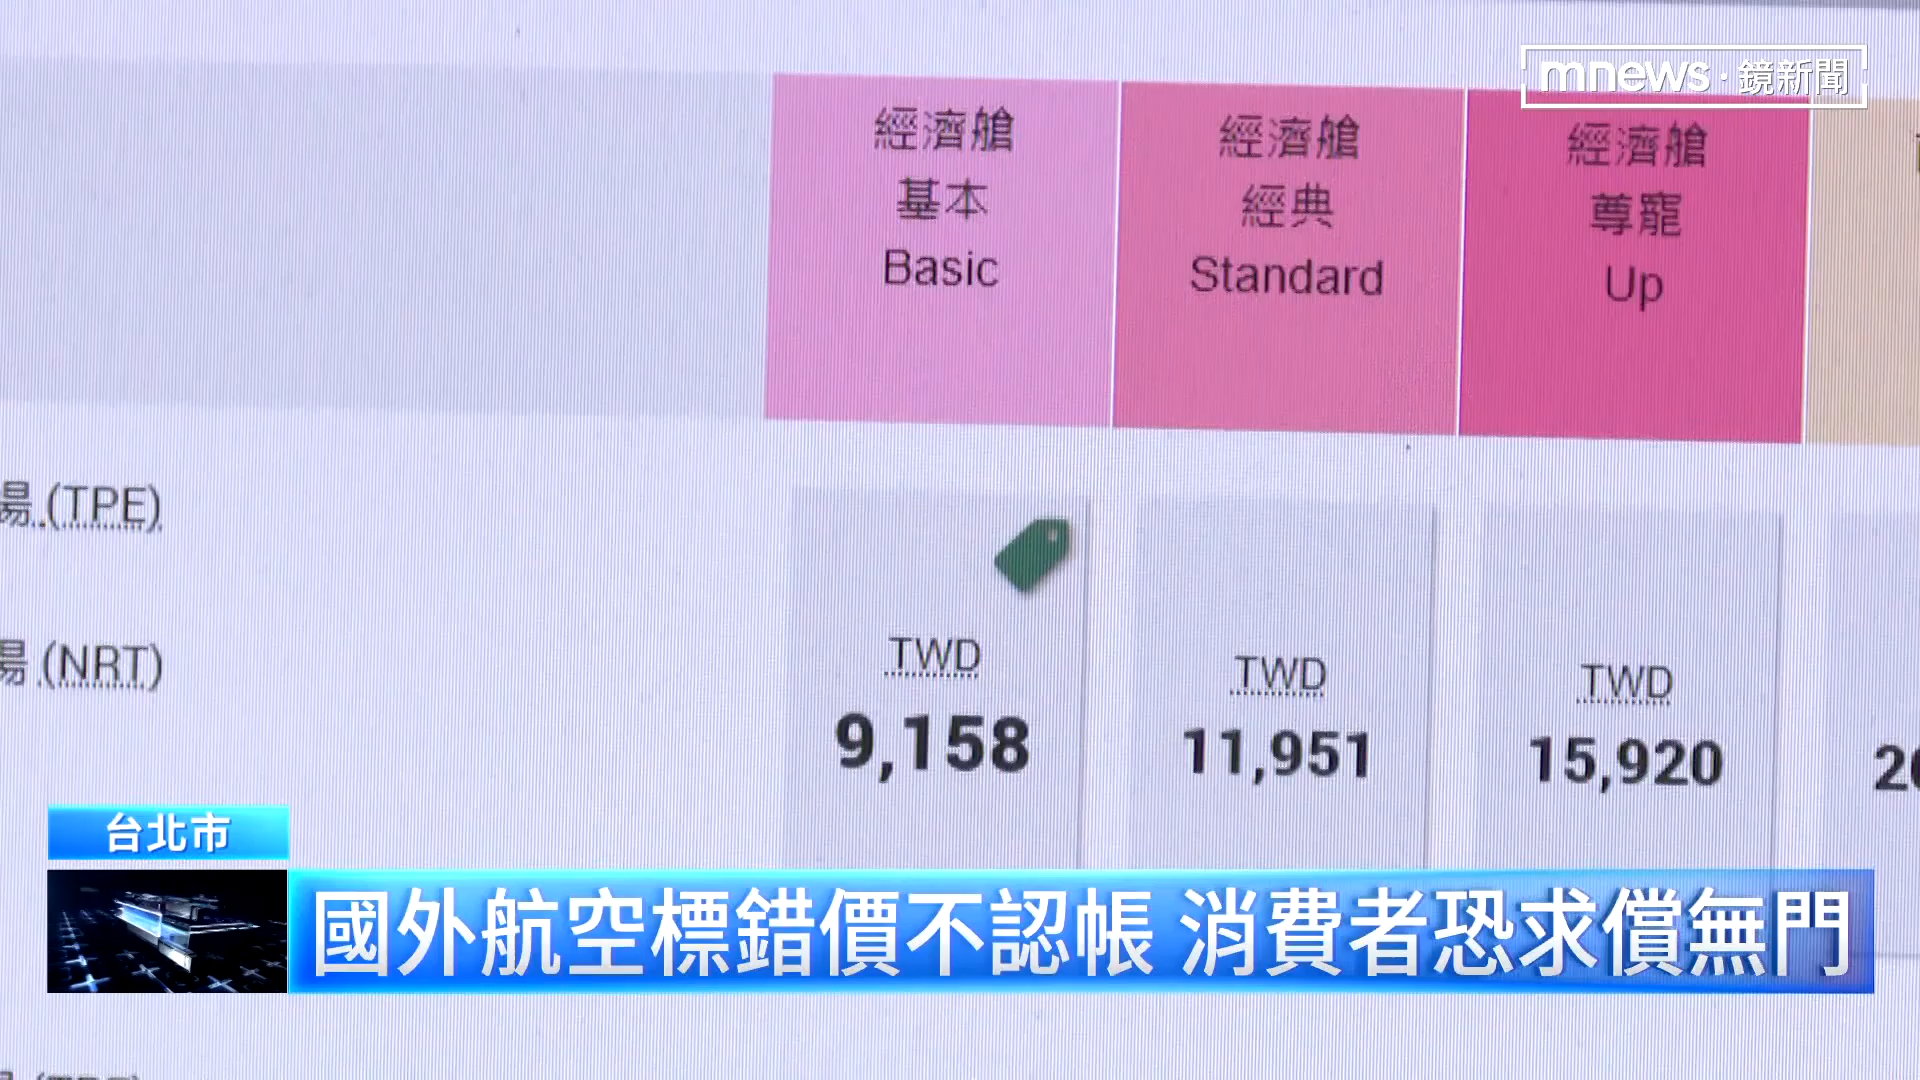 mnews·鏡新聞
經濟艙
基本
Basic
經濟艙
經典
Standard
經濟艙
尊寵
Up
場 (TPE)
場 (NRT)
TWD
9,158
TWD
11,951
TWD
15,920
台北市
國外航空標錯價不認帳 消費者恐求償無門